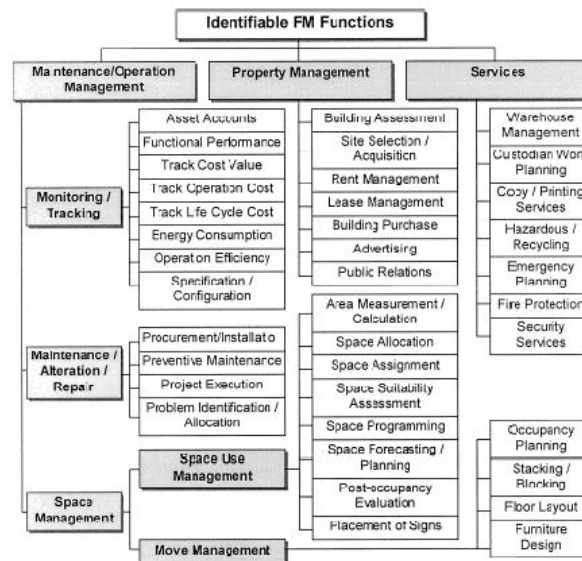 Identifiable FM Functions
Maintenance/Operation
Management
Property Management
Services
Monitoring /
Tracking
Asset Accounts
Functional Performance
Track Cost Value
Track Operation Cost
Track Life Cycle Cost
Energy Consumption
Operation Efficiency
Specification /
Configuration
Maintenance /
Alteration /
Repair
Procurement/Installatio
Preventive Maintenance
Project Execution
Problem Identification /
Allocation
Space
Management
Space Use
Management
Move Management
Building Assessment
Site Selection /
Acquisition
Rent Management
Lease Management
Building Purchase
Advertising
Public Relations
Area Measurement /
Calculation
Space Allocation
Space Assignment
Space Suitability
Assessment
Space Programming
Space Forecasting /
Planning
Post-occupancy
Evaluation
Placement of Signs
Warehouse
Management
Custodian Work
Planning
Copy / Printing
Services
Hazardous /
Recycling
Emergency
Planning
Fire Protection
Security
Services
Occupancy
Planning
Stacking /
Blocking
Floor Layout
Furniture
Design